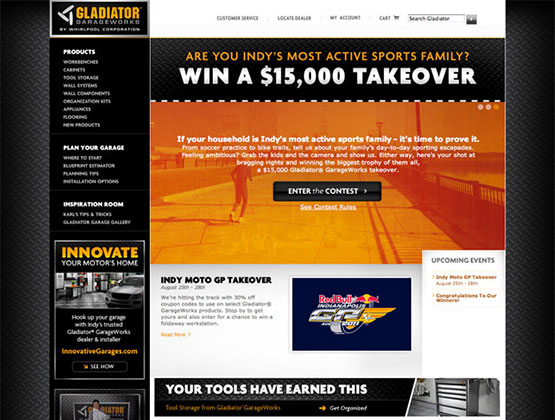 GLADIATOR
GARAGEWORKS
BY WHIRLPOOL CORPORATION
CUSTOMER SERVICE
LOCATE DEALER
MY ACCOUNT
CART
Search Gladiator
PRODUCTS
WORKBENCHES
CABINETS
TOOL STORAGE
WALL SYSTEMS
WALL COMPONENTS
ORGANIZATION KITS
APPLIANCES
FLOORING
NEW PRODUCTS
PLAN YOUR GARAGE
WHERE TO START
BLUEPRINT ESTIMATOR
PLANNING TIPS
INSTALLATION OPTIONS
INSPIRATION ROOM
KARL'S TIPS & TRICKS
GLADIATOR GARAGE GALLERY
INNOVATE
YOUR MOTOR'S HOME
Hook up your garage
with Indy's trusted
Gladiator® GarageWorks
dealer & installer
InnovativeGarages.com
SEE HOW
GLADIATOR
ARE YOU INDY'S MOST ACTIVE SPORTS FAMILY?
WIN A $15,000 TAKEOVER
If your household is Indy's most active sports family - it's time to prove it.
From soccer practice to bike trails, tell us about your family's day-to-day sporting escapades.
Feeling ambitious? Grab the kids and the camera and show us. Either way, here's your shot at
bragging rights and winning the biggest trophy of them all,
a $15,000 Gladiator® GarageWorks takeover.
ENTER the CONTEST
See Contest Rules
UPCOMING EVENTS
Indy Moto GP Takeover
August 25th - 28th
Congratulations To Our
Winners!
INDY MOTO GP TAKEOVER
August 25th - 28th
We're hitting the track with 30% off
coupon codes to use on select Gladiator®
GarageWorks products. Stop by to get
yours and also enter for a chance to win a
foldaway workstation.
Read More
Red Bull
INDIANAPOLIS
GP
AUGUST 2011
YOUR TOOLS HAVE EARNED THIS
Tool Storage from Gladiator GarageWorks
Get Organized